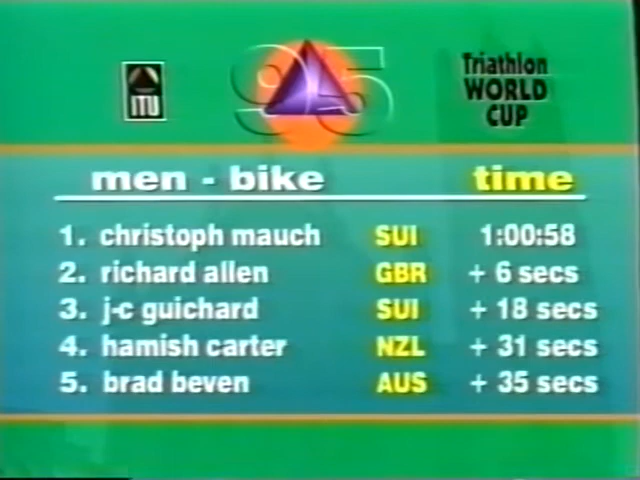 ITU
95
Triathlon
WORLD
CUP
men - bike time
1. christoph mauch SUI 1:00:58
2. richard allen GBR + 6 secs
3. j-c guichard SUI + 18 secs
4. hamish carter NZL + 31 secs
5. brad beven AUS + 35 secs